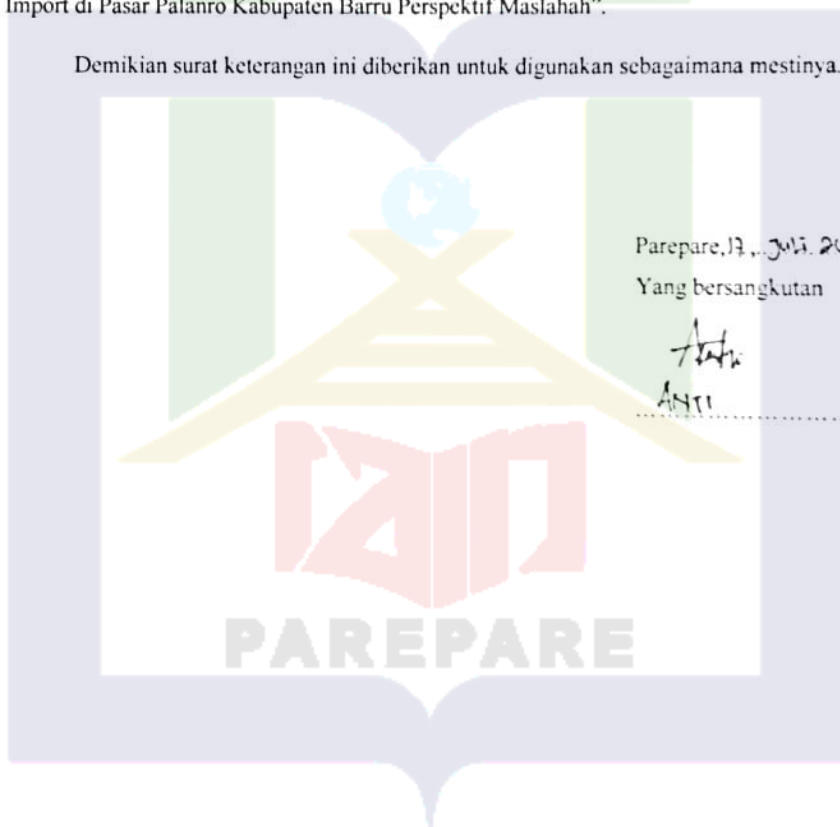 Import di Pasar Palanro Kabupaten Barru Perspektif Maslahah".
Demikian surat keterangan ini diberikan untuk digunakan sebagaimana mestinya.
Parepare, 17, Juli. 20
Yang bersangkutan
ANTI
iain
PAREPARE